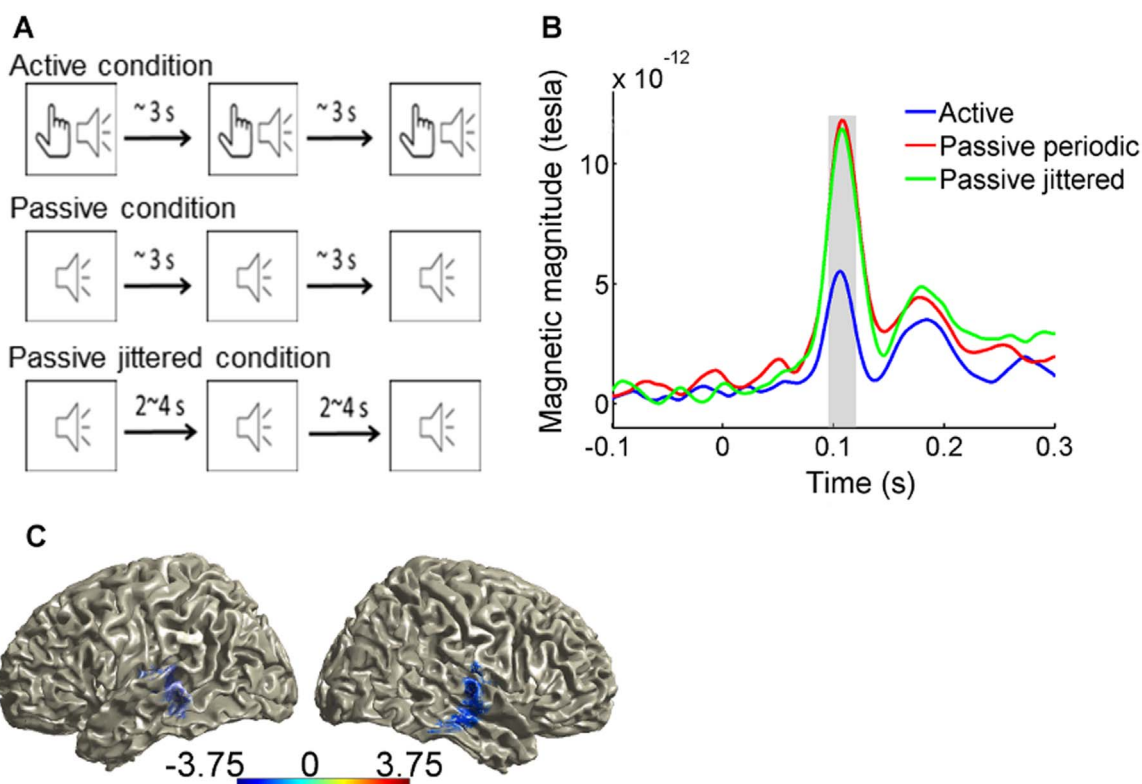 A
Active condition
~ 3 s
~ 3 s
Passive condition
~ 3 s
~ 3 s
Passive jittered condition
2~4 s
2~4 s
B
x 10-12
Magnetic magnitude (tesla)
10
5
0
-0.1
0
0.1
0.2
0.3
Time (s)
Active
Passive periodic
Passive jittered
C
-3.75
0
3.75